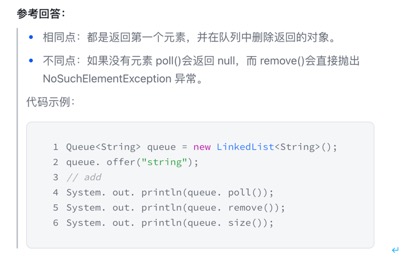 参考回答：
相同点：都是返回第一个元素，并在队列中删除返回的对象。
不同点：如果没有元素 poll()会返回 null，而 remove()会直接抛出
NoSuchElementException 异常。
代码示例：
1 Queue<String> queue = new LinkedList<String>();
2 queue. offer("string");
3 // add
4 System. out. println(queue. poll());
5 System. out. println(queue. remove());
6 System. out. println(queue. size());